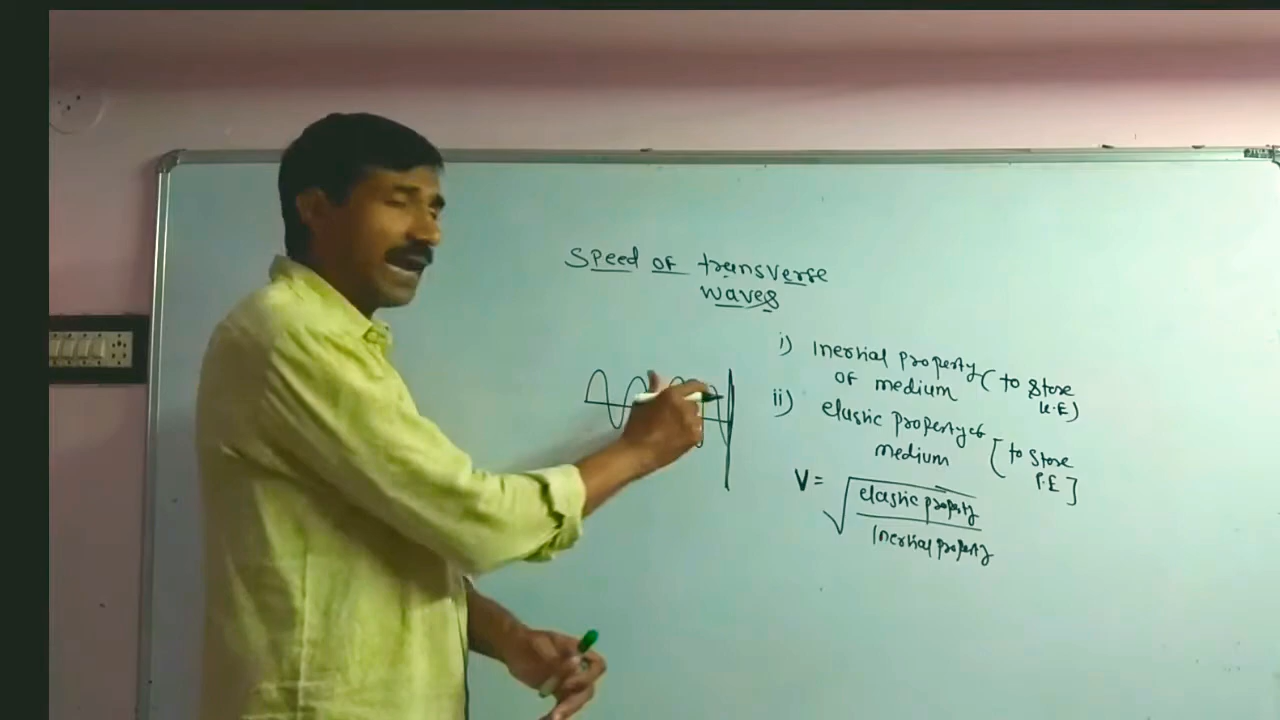 Speed of transverse
waves
i) Inertial property (to store
of medium K.E)
ii) elastic property of
medium [to store
P.E]
V = √
elastic property
Inertial property